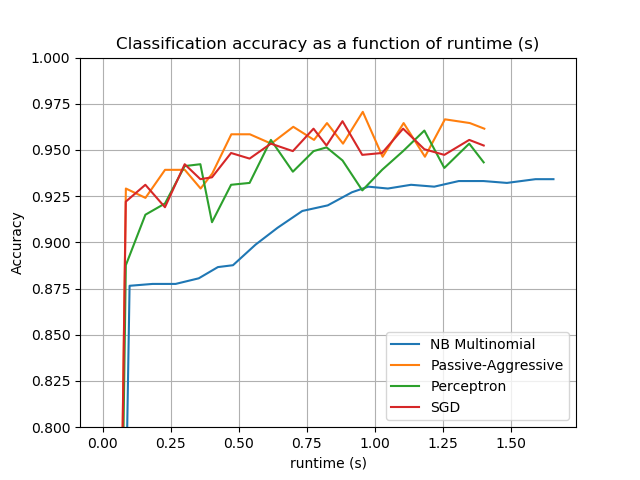 Classification accuracy as a function of runtime (s)
1.000
0.975
0.950
0.925
0.900
0.875
0.850
0.825
0.800
Accuracy
NB Multinomial
Passive-Aggressive
Perceptron
SGD
0.00 0.25 0.50 0.75 1.00 1.25 1.50
runtime (s)